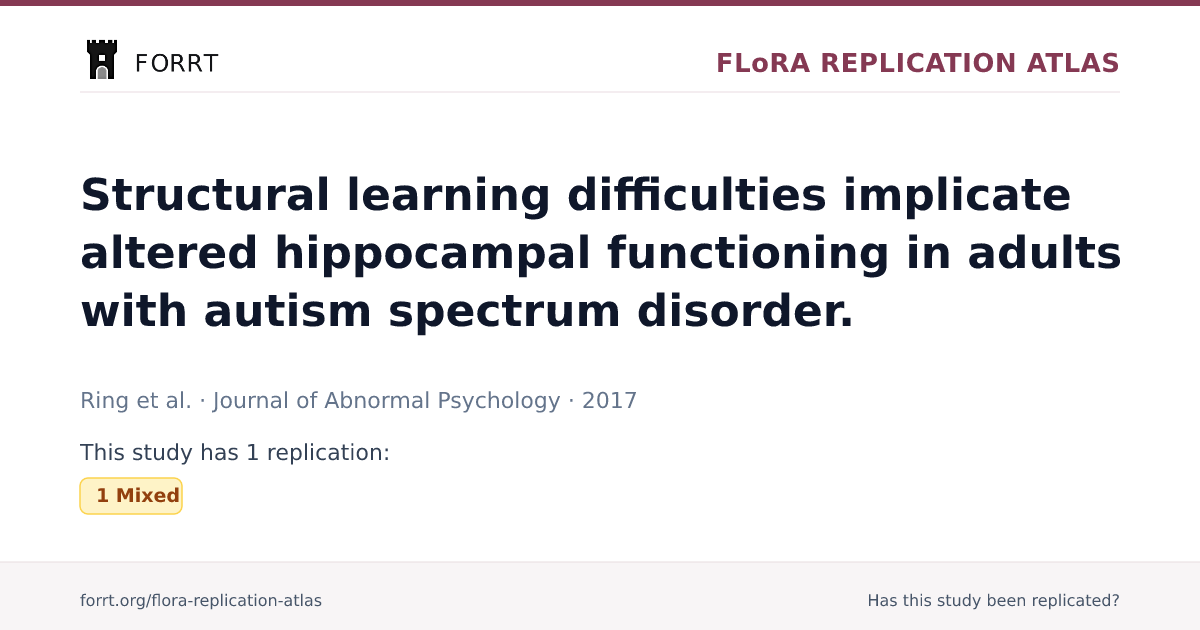 FORRT
FLoRA REPLICATION ATLAS
Structural learning difficulties implicate
altered hippocampal functioning in adults
with autism spectrum disorder.
Ring et al. · Journal of Abnormal Psychology · 2017
This study has 1 replication:
1 Mixed
forrt.org/flora-replication-atlas
Has this study been replicated?